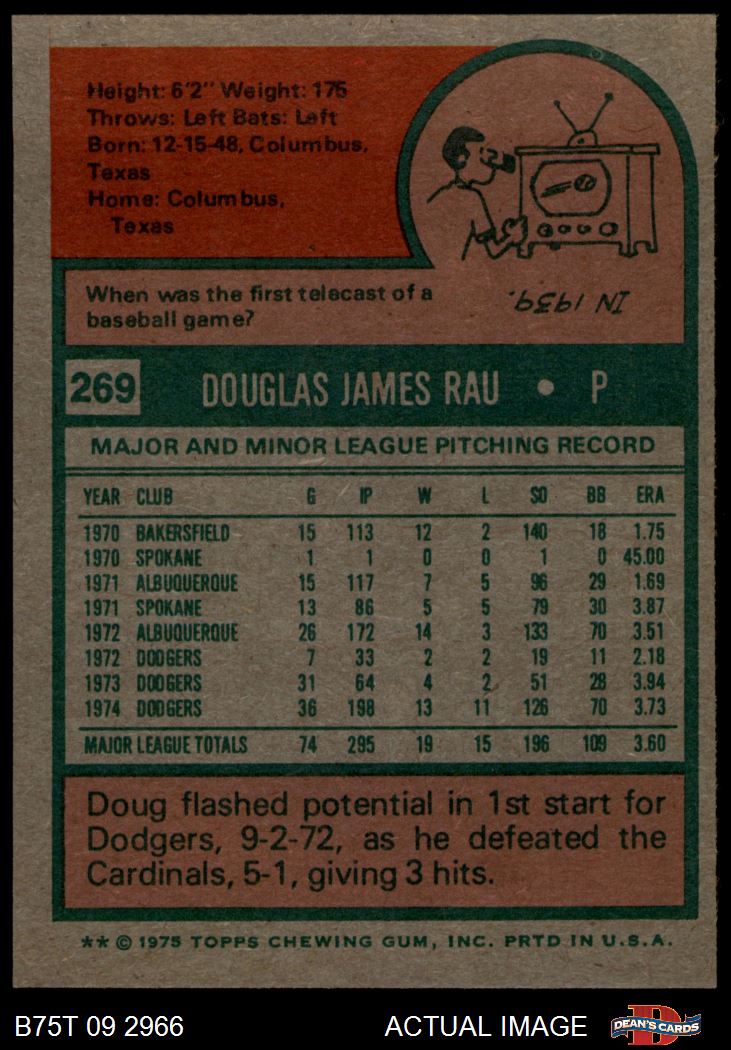 Height: 6'2" Weight: 175
Throws: Left Bats: Left
Born: 12-15-48, Columbus,
Texas
Home: Columbus,
Texas
When was the first telecast of a
baseball game?
IN 1939.
269 DOUGLAS JAMES RAU • P
MAJOR AND MINOR LEAGUE PITCHING RECORD
YEAR CLUB G IP W L SO BB ERA
1970 BAKERSFIELD 15 113 12 2 140 18 1.75
1970 SPOKANE 1 1 0 0 1 0 45.00
1971 ALBUQUERQUE 15 117 7 5 96 29 1.69
1971 SPOKANE 13 86 5 5 79 30 3.87
1972 ALBUQUERQUE 26 172 14 3 133 70 3.51
1972 DODGERS 7 33 2 2 19 11 2.18
1973 DODGERS 31 64 4 2 51 28 3.94
1974 DODGERS 36 198 13 11 126 70 3.73
MAJOR LEAGUE TOTALS 74 295 19 15 196 109 3.60
Doug flashed potential in 1st start for
Dodgers, 9-2-72, as he defeated the
Cardinals, 5-1, giving 3 hits.
** © 1975 TOPPS CHEWING GUM, INC. PRTD IN U.S.A.
B75T 09 2966 ACTUAL IMAGE DEAN'S CARDS